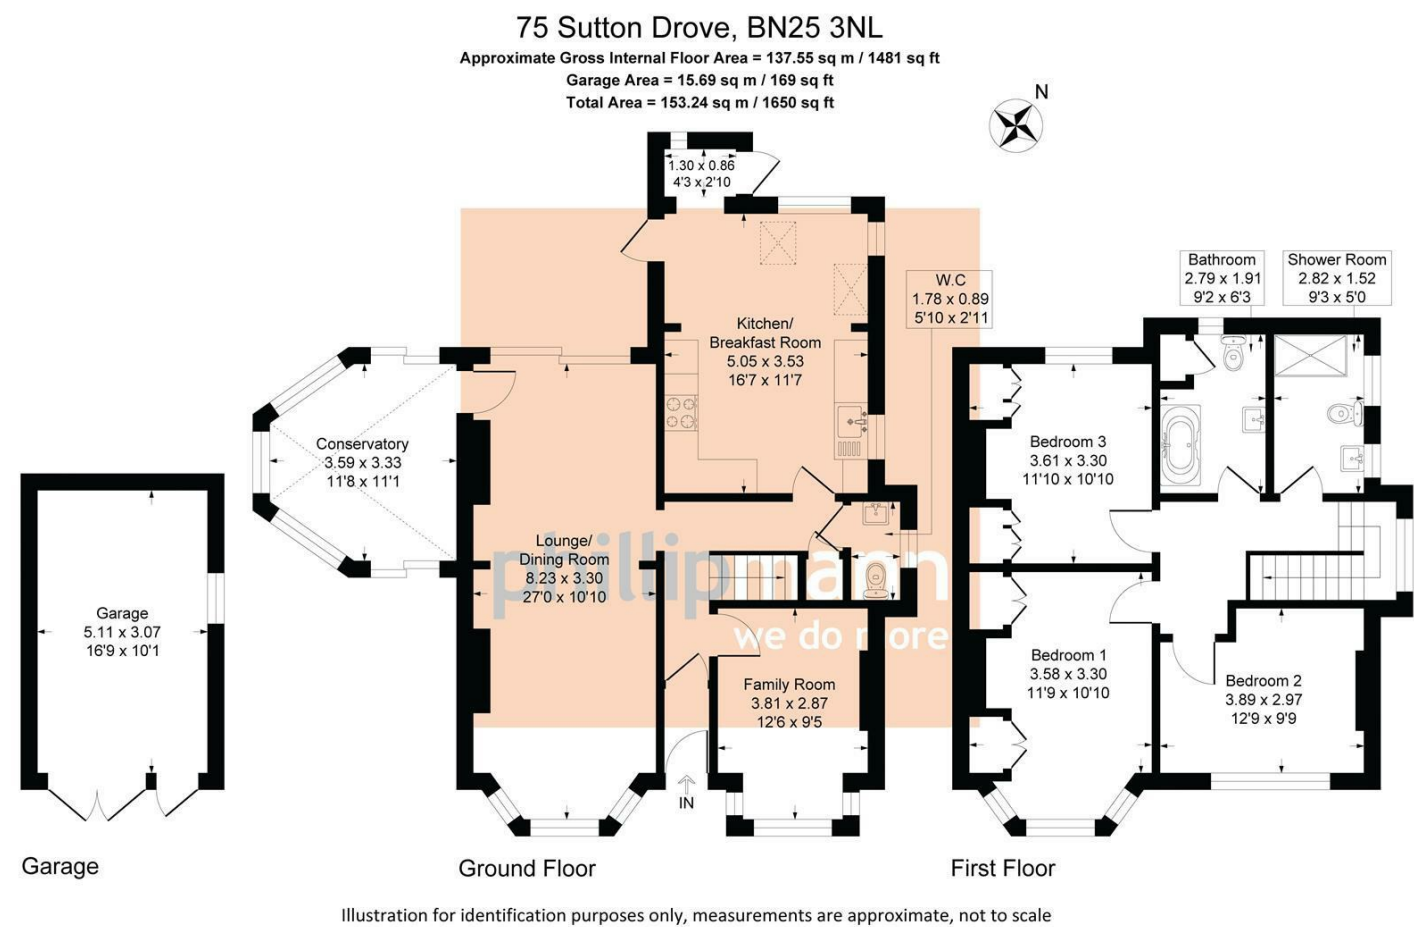 75 Sutton Drove, BN25 3NL
Approximate Gross Internal Floor Area = 137.55 sq m / 1481 sq ft
Garage Area = 15.69 sq m / 169 sq ft
Total Area = 153.24 sq m / 1650 sq ft
N
1.30 x 0.86
4'3 x 2'10
W.C
1.78 x 0.89
5'10 x 2'11
Bathroom
2.79 x 1.91
9'2 x 6'3
Shower Room
2.82 x 1.52
9'3 x 5'0
Kitchen/
Breakfast Room
5.05 x 3.53
16'7 x 11'7
Conservatory
3.59 x 3.33
11'8 x 11'1
Bedroom 3
3.61 x 3.30
11'10 x 10'10
Lounge/
Dining Room
8.23 x 3.30
27'0 x 10'10
phillipmann
we do more
Garage
5.11 x 3.07
16'9 x 10'1
Family Room
3.81 x 2.87
12'6 x 9'5
Bedroom 1
3.58 x 3.30
11'9 x 10'10
Bedroom 2
3.89 x 2.97
12'9 x 9'9
IN
Garage
Ground Floor
First Floor
Illustration for identification purposes only, measurements are approximate, not to scale